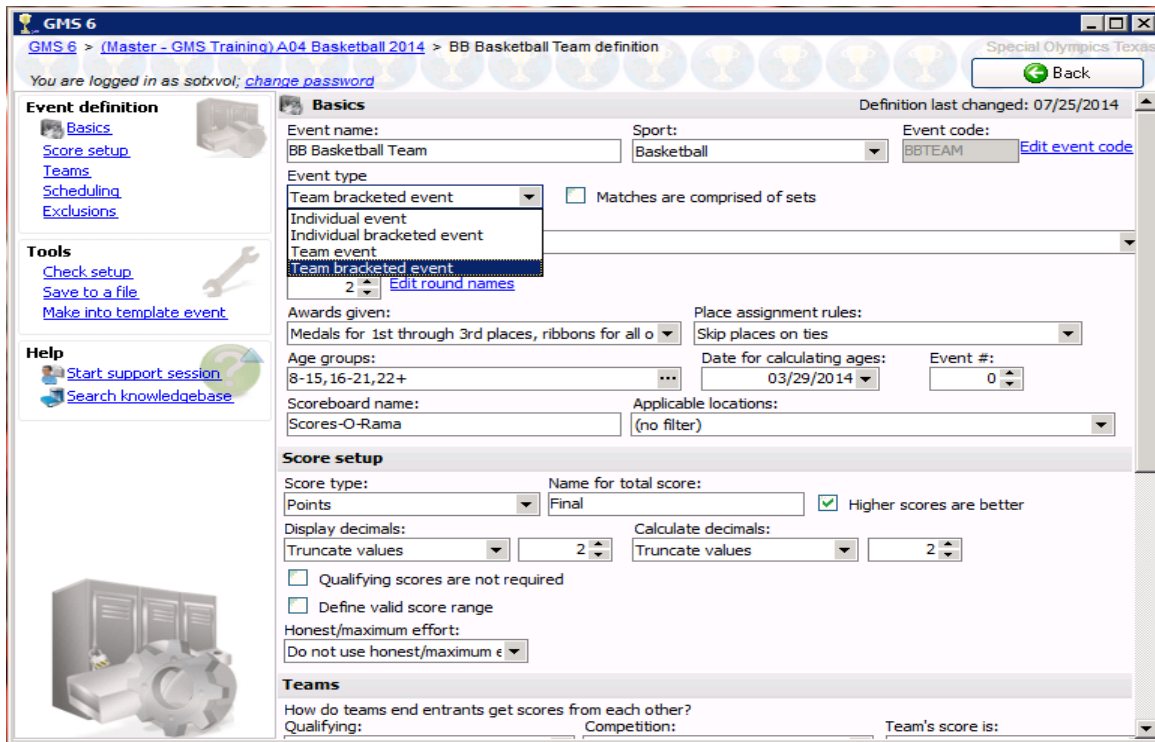 GMS 6
GMS 6 > (Master - GMS Training) A04 Basketball 2014 > BB Basketball Team definition
Special Olympics Texas
You are logged in as sotxvol; change password
Back
Event definition
Basics
Score setup
Teams
Scheduling
Exclusions
Tools
Check setup
Save to a file
Make into template event
Help
Start support session
Search knowledgebase
Basics Definition last changed: 07/25/2014
Event name: Sport: Event code:
BB Basketball Team Basketball BBTEAM Edit event code
Event type
Team bracketed event Matches are comprised of sets
Individual event
Individual bracketed event
Team event
Team bracketed event
2 Edit round names
Awards given: Place assignment rules:
Medals for 1st through 3rd places, ribbons for all o Skip places on ties
Age groups: Date for calculating ages: Event #:
8-15,16-21,22+ ... 03/29/2014 0
Scoreboard name: Applicable locations:
Scores-O-Rama (no filter)
Score setup
Score type: Name for total score:
Points Final Higher scores are better
Display decimals: Calculate decimals:
Truncate values 2 Truncate values 2
Qualifying scores are not required
Define valid score range
Honest/maximum effort:
Do not use honest/maximum e
Teams
How do teams end entrants get scores from each other?
Qualifying: Competition: Team's score is: